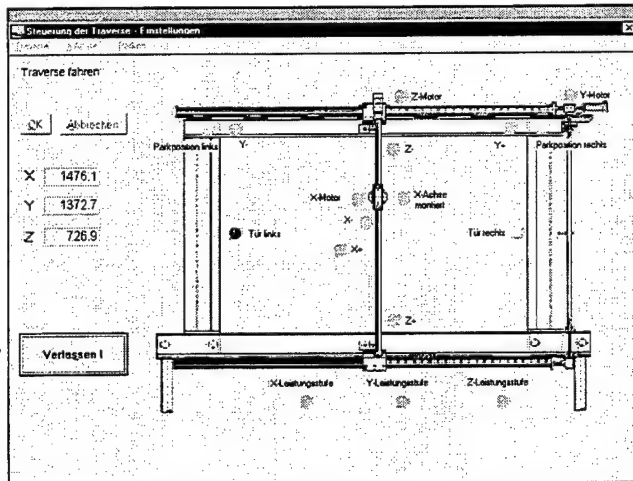 Steuerung der Traverse - Einstellungen
Traverse fahren
OK Abbrechen
X 1476.1
Y 1372.7
Z 726.9
Verlassen !
Z-Motor
Y-Motor
Parkposition links
Y-
Z-
Y+
Parkposition rechts
X-Motor
X-Achse
montiert
X-
Tür links
X+
Tür rechts
Z+
X-Leistungsstufe Y-Leistungsstufe Z-Leistungsstufe